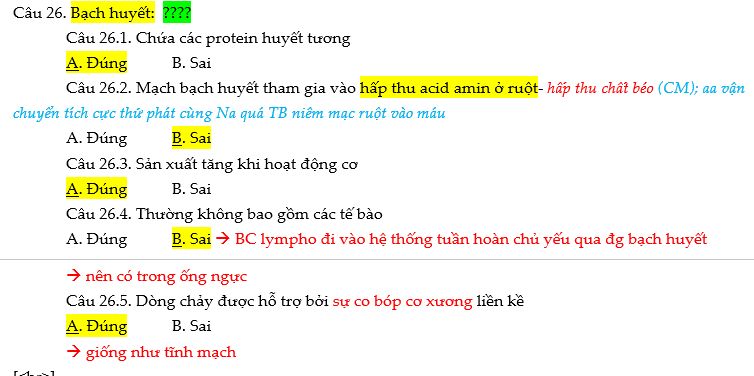 Câu 26. Bạch huyết: ????
Câu 26.1. Chứa các protein huyết tương
A. Đúng B. Sai
Câu 26.2. Mạch bạch huyết tham gia vào hấp thu acid amin ở ruột- hấp thu chất béo (CM); aa vận
chuyển tích cực thứ phát cùng Na quá TB niêm mạc ruột vào máu
A. Đúng B. Sai
Câu 26.3. Sản xuất tăng khi hoạt động cơ
A. Đúng B. Sai
Câu 26.4. Thường không bao gồm các tế bào
A. Đúng B. Sai → BC lympho đi vào hệ thống tuần hoàn chủ yếu qua đg bạch huyết
→ nên có trong ống ngực
Câu 26.5. Dòng chảy được hỗ trợ bởi sự co bóp cơ xương liền kề
A. Đúng B. Sai
→ giống như tĩnh mạch